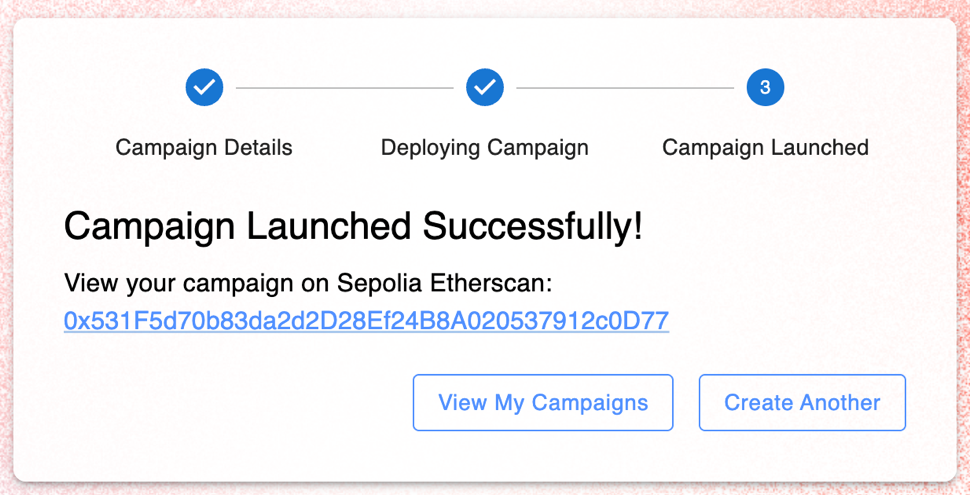 3
Campaign Details Deploying Campaign Campaign Launched
Campaign Launched Successfully!
View your campaign on Sepolia Etherscan:
0x531F5d70b83da2d2D28Ef24B8A020537912c0D77
View My Campaigns Create Another